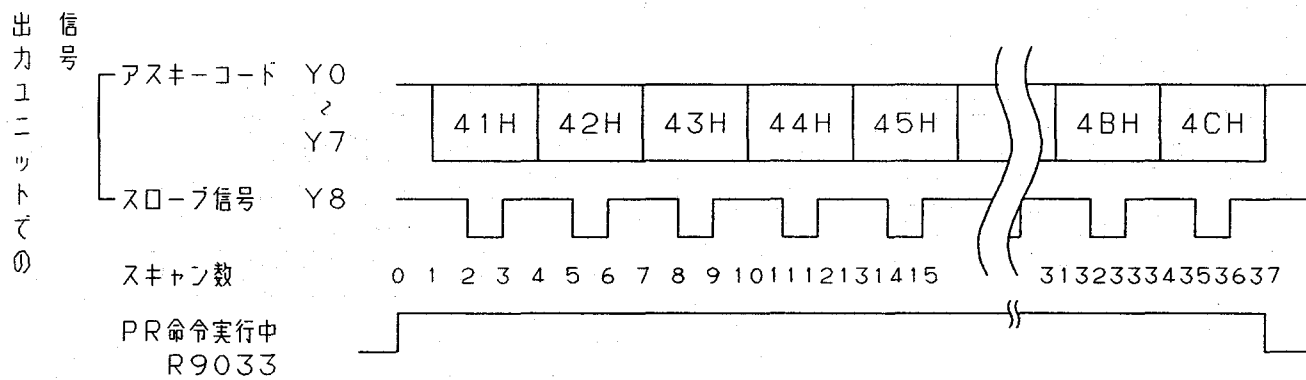 出力ユニットでの
信号
アスキーコード Y0
~
Y7
41H 42H 43H 44H 45H 4BH 4CH
スローブ信号 Y8
スキャン数 0 1 2 3 4 5 6 7 8 9 10 11 12 13 14 15 31 32 33 34 35 36 37
PR命令実行中
R9033